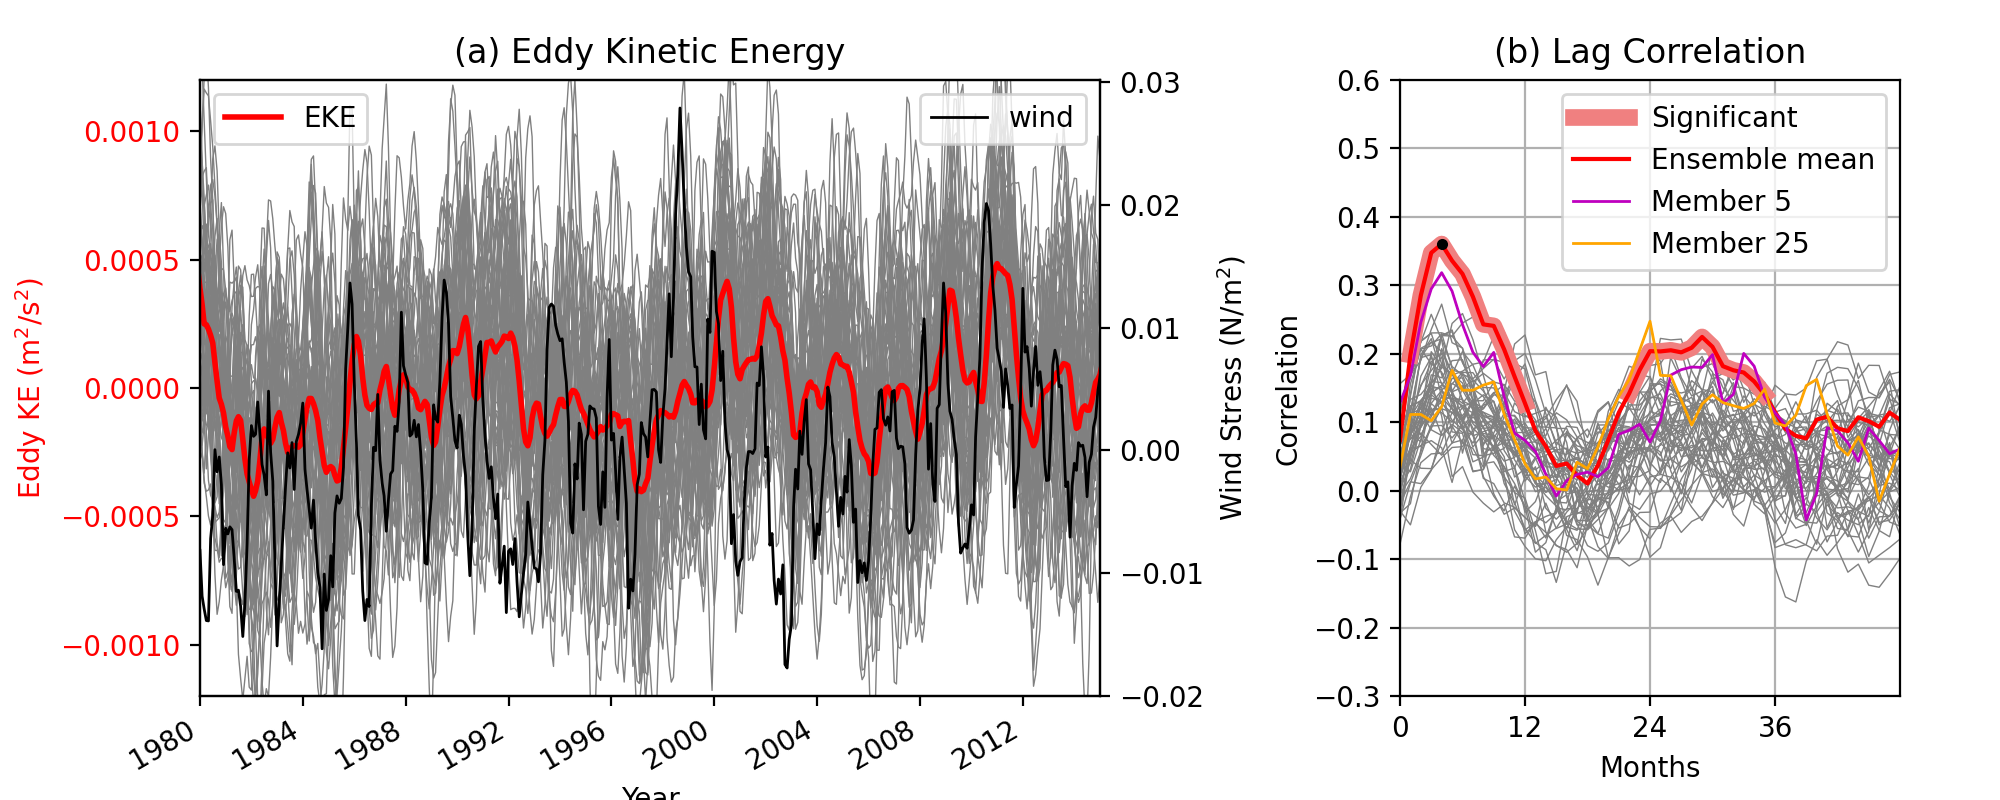 (a) Eddy Kinetic Energy
EKE
wind
0.0010
0.0005
0.0000
−0.0005
−0.0010
Eddy KE (m²/s²)
0.03
0.02
0.01
0.00
−0.01
−0.02
Wind Stress (N/m²)
1980
1984
1988
1992
1996
2000
2004
2008
2012
Year
(b) Lag Correlation
Significant
Ensemble mean
Member 5
Member 25
0.6
0.5
0.4
0.3
0.2
0.1
0.0
−0.1
−0.2
−0.3
Correlation
0
12
24
36
Months